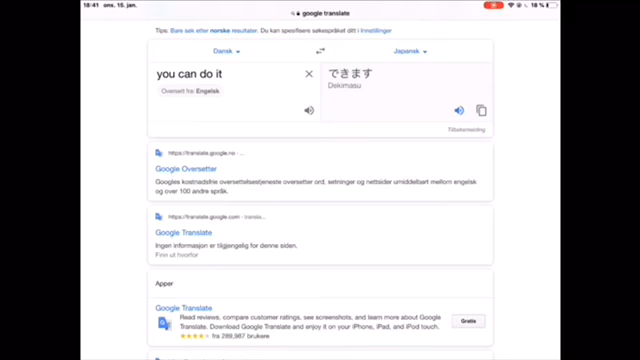 18:41 ons. 15. jan.
18 %
google translate
Tips: Bare søk etter norske resultater. Du kan spesifisere søkespråket ditt i Innstillinger
Dansk
Japansk
you can do it
できます
Dekimasu
Oversett fra: Engelsk
Tilbakemelding
https://translate.google.no › ...
Google Oversetter
Googles kostnadsfrie oversettelsestjeneste oversetter ord, setninger og nettsider umiddelbart mellom engelsk
og over 100 andre språk.
https://translate.google.com › transla...
Google Translate
Ingen informasjon er tilgjengelig for denne siden.
Finn ut hvorfor
Apper
Google Translate
Read reviews, compare customer ratings, see screenshots, and learn more about Google
Translate. Download Google Translate and enjoy it on your iPhone, iPad, and iPod touch.
fra 289,987 brukere
Gratis